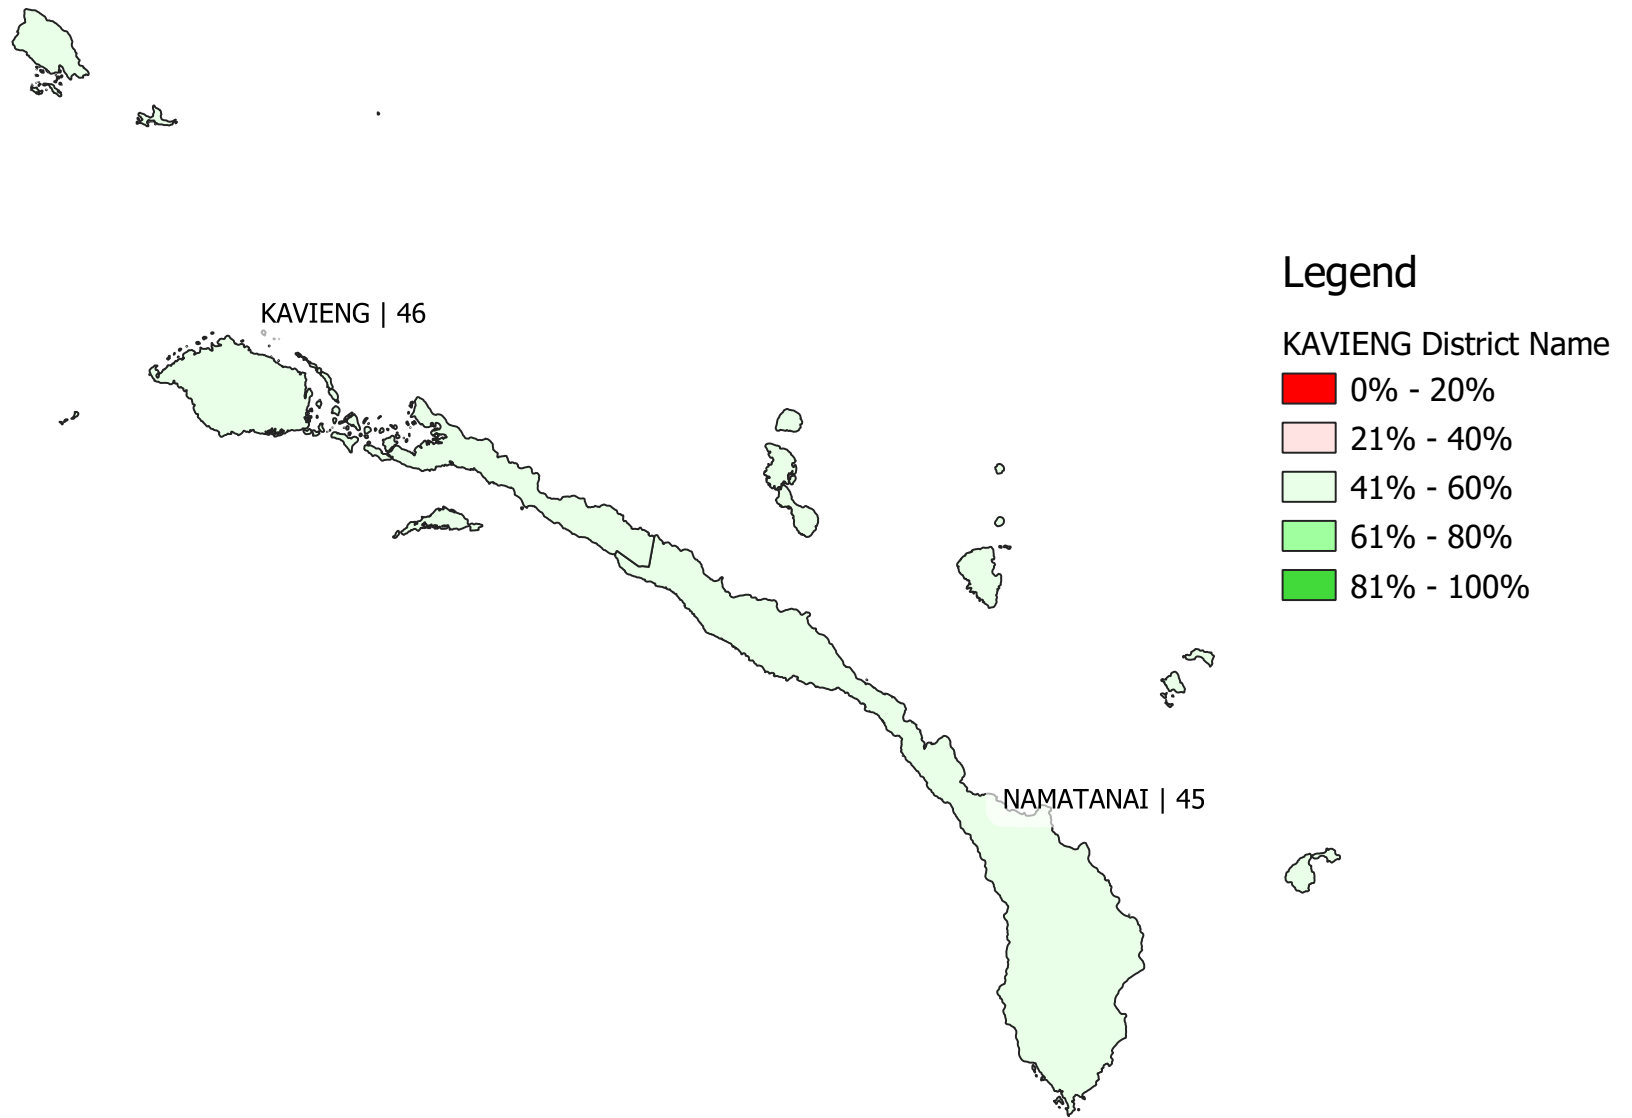 Legend
KAVIENG | 46
KAVIENG District Name
0% - 20%
21% - 40%
41% - 60%
61% - 80%
81% - 100%
NAMATANAI | 45